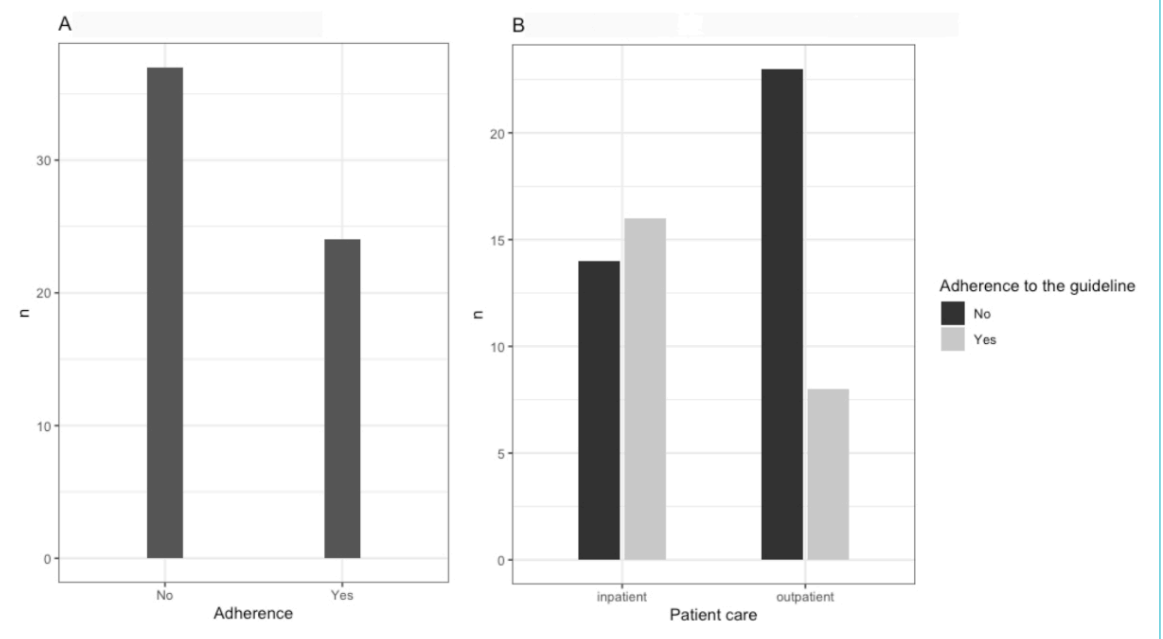 A
30
20
10
0
n
No
Yes
Adherence
B
20
15
10
5
0
n
inpatient
outpatient
Patient care
Adherence to the guideline
No
Yes